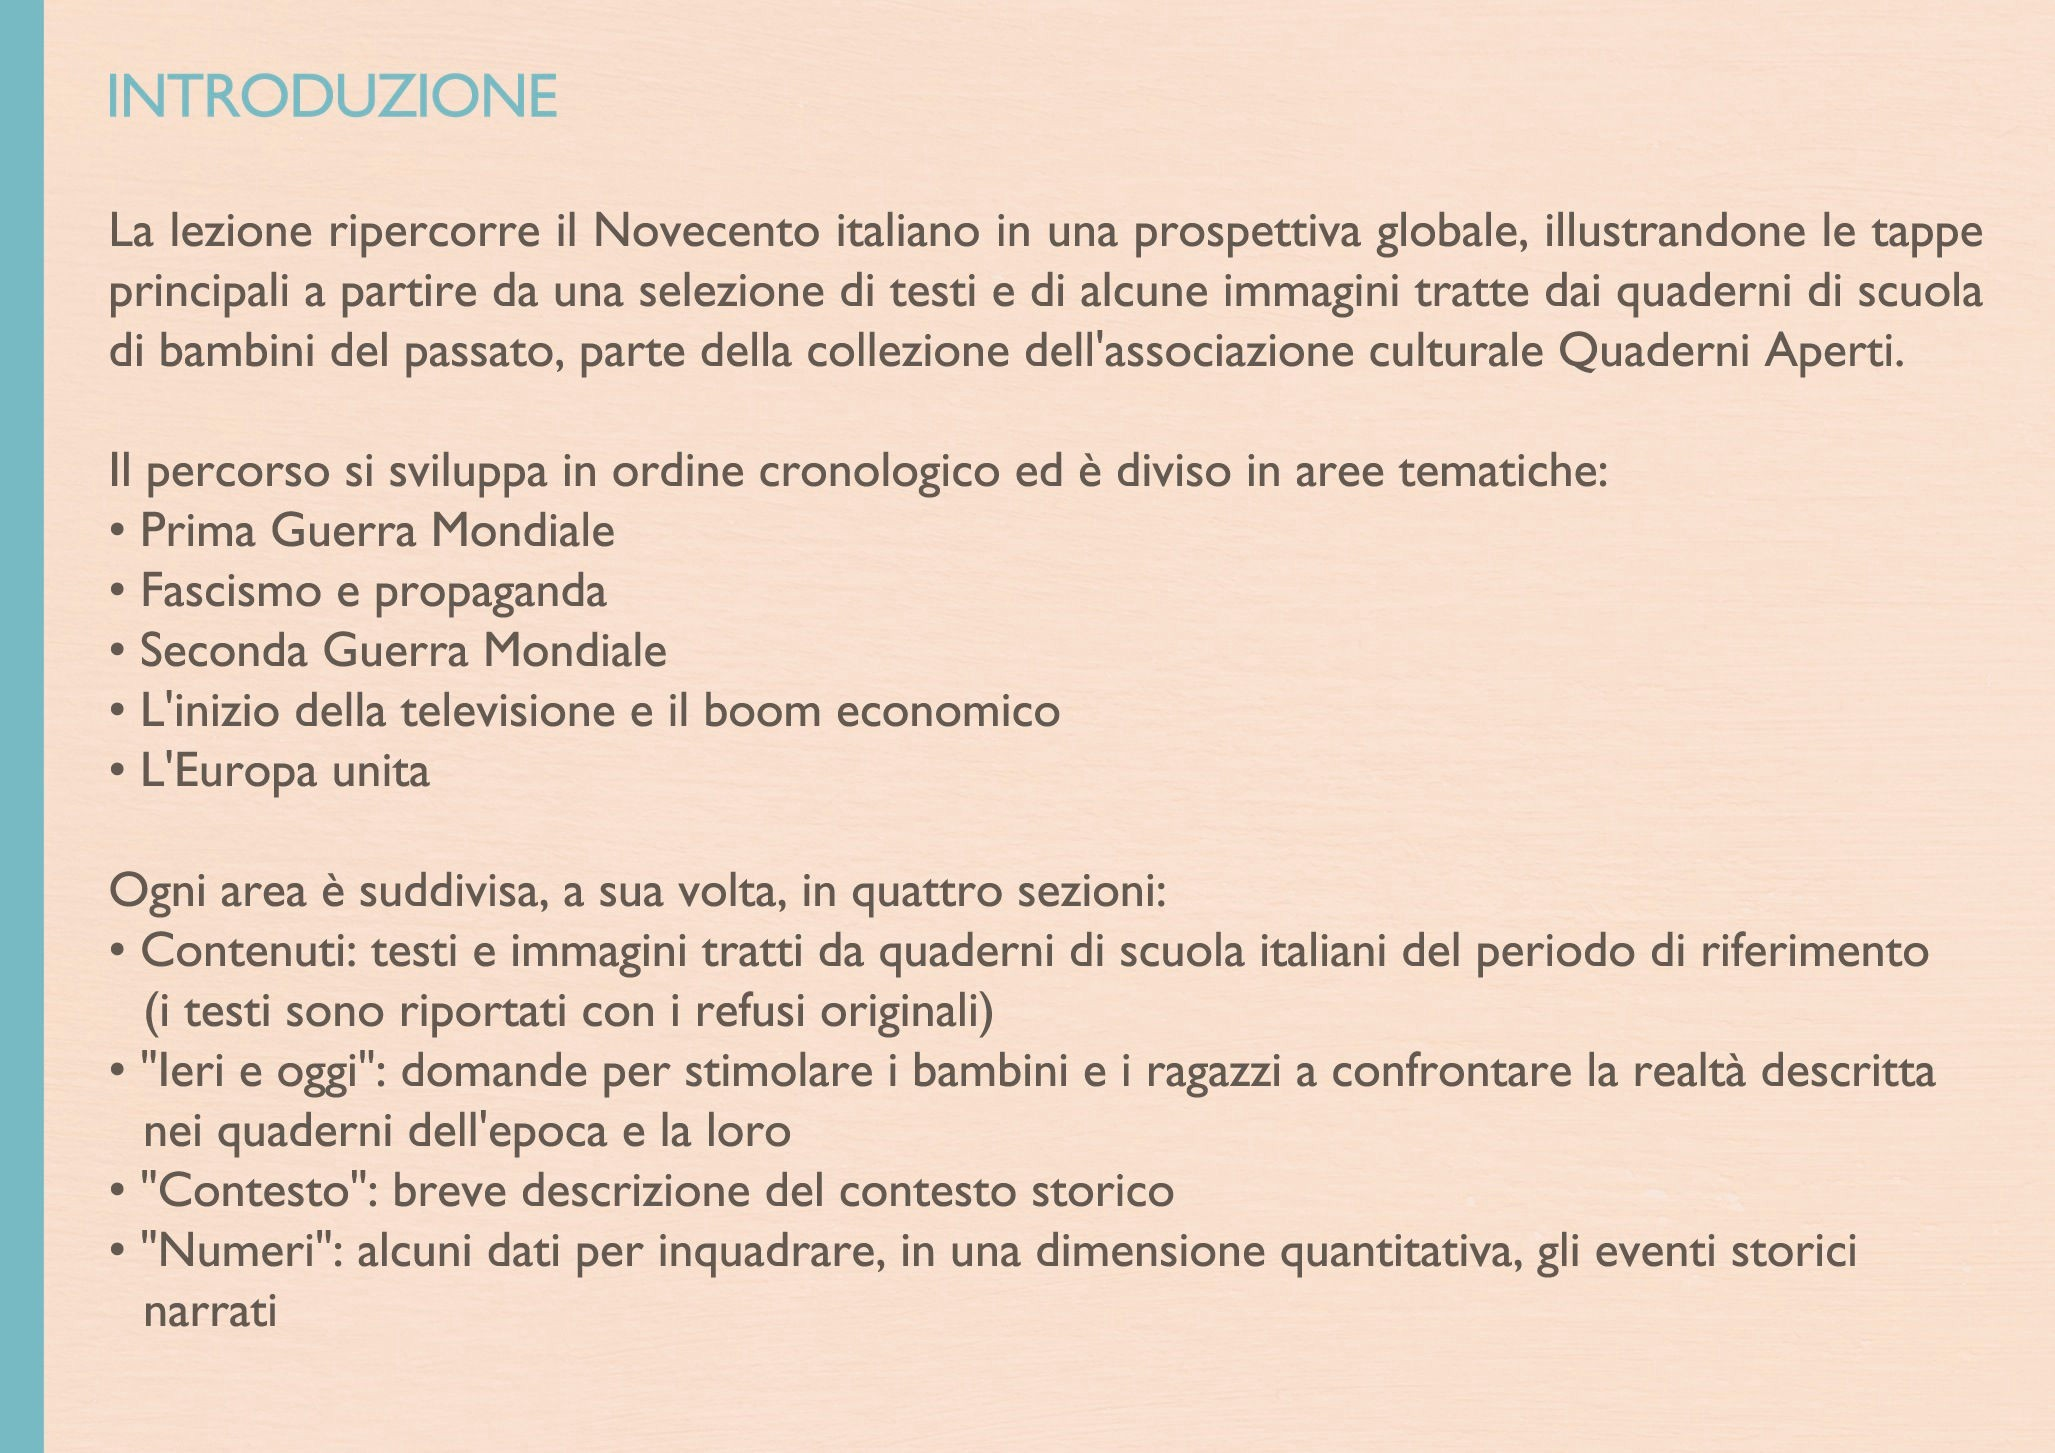 INTRODUZIONE
La lezione ripercorre il Novecento italiano in una prospettiva globale, illustrandone le tappe
principali a partire da una selezione di testi e di alcune immagini tratte dai quaderni di scuola
di bambini del passato, parte della collezione dell'associazione culturale Quaderni Aperti.
Il percorso si sviluppa in ordine cronologico ed è diviso in aree tematiche:
• Prima Guerra Mondiale
• Fascismo e propaganda
• Seconda Guerra Mondiale
• L'inizio della televisione e il boom economico
• L'Europa unita
Ogni area è suddivisa, a sua volta, in quattro sezioni:
• Contenuti: testi e immagini tratti da quaderni di scuola italiani del periodo di riferimento
(i testi sono riportati con i refusi originali)
• "Ieri e oggi": domande per stimolare i bambini e i ragazzi a confrontare la realtà descritta
nei quaderni dell'epoca e la loro
• "Contesto": breve descrizione del contesto storico
• "Numeri": alcuni dati per inquadrare, in una dimensione quantitativa, gli eventi storici
narrati